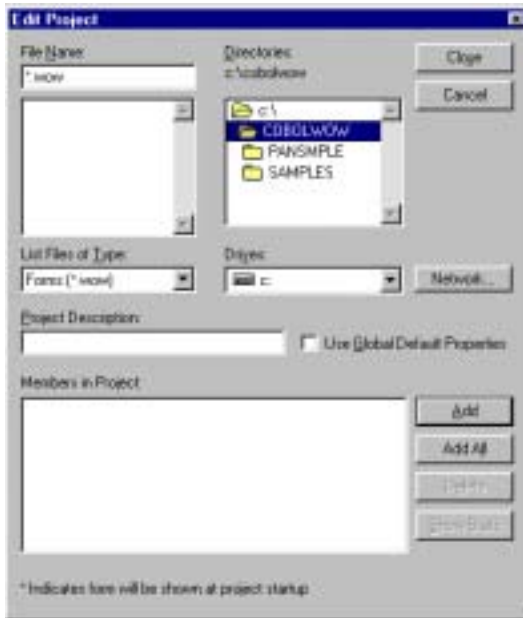 Edit Project
File Name:
*.wow
Directories:
c:\cobolwow
Close
Cancel
c:\
COBOLWOW
PANSMPLE
SAMPLES
List Files of Type:
Forms (*.wow)
Drives:
c:
Network...
Project Description:
Use Global Default Properties
Members in Project:
Add
Add All
Delete
* Indicates form will be shown at project startup